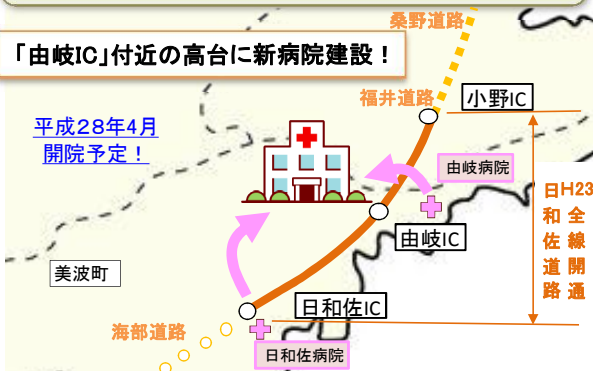 桑野道路
「由岐IC」付近の高台に新病院建設！
福井道路
小野IC
平成28年4月
開院予定！
由岐病院
日和佐道路
H23全線開通
由岐IC
美波町
日和佐IC
海部道路
日和佐病院